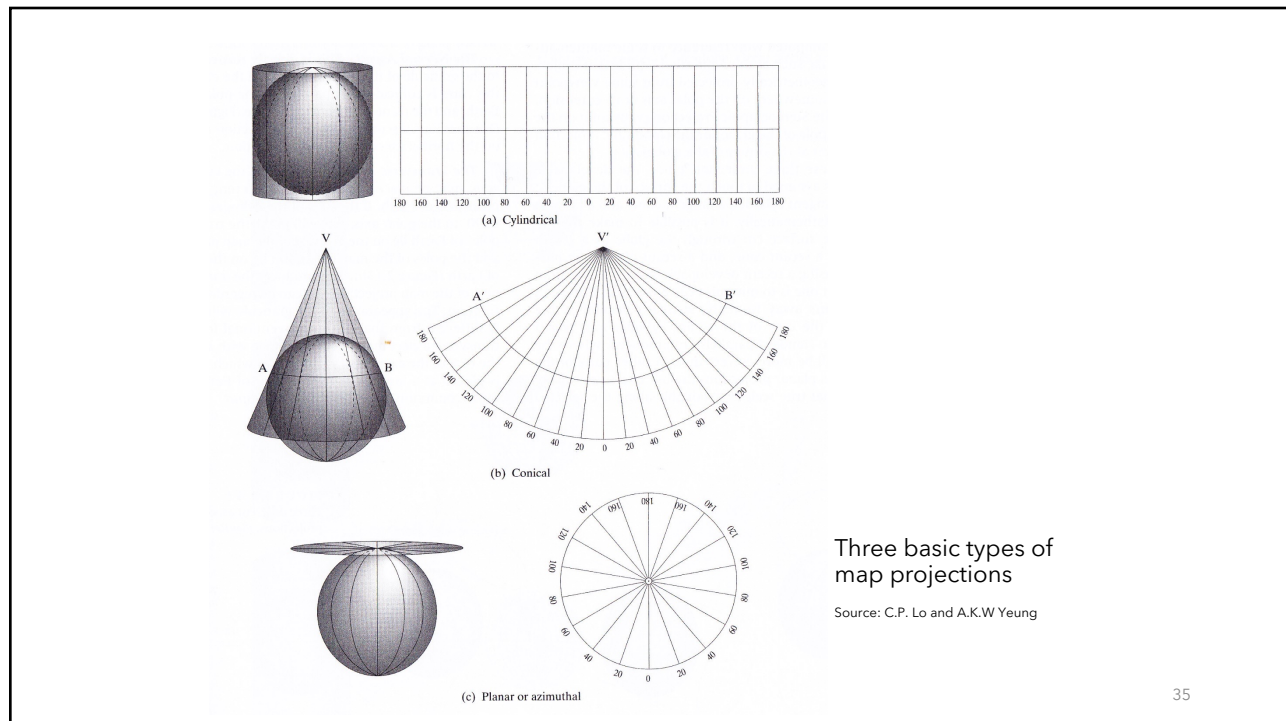 180 160 140 120 100 80 60 40 20 0 20 40 60 80 100 120 140 160 180
(a) Cylindrical
V
V'
A
B
A'
B'
180 160 140 120 100 80 60 40 20 0 20 40 60 80 100 120 140 160 180
(b) Conical
180
160 160
140 140
120 120
100 100
80 80
60 60
40 40
20 20
0
(c) Planar or azimuthal
Three basic types of
map projections
Source: C.P. Lo and A.K.W Yeung
35